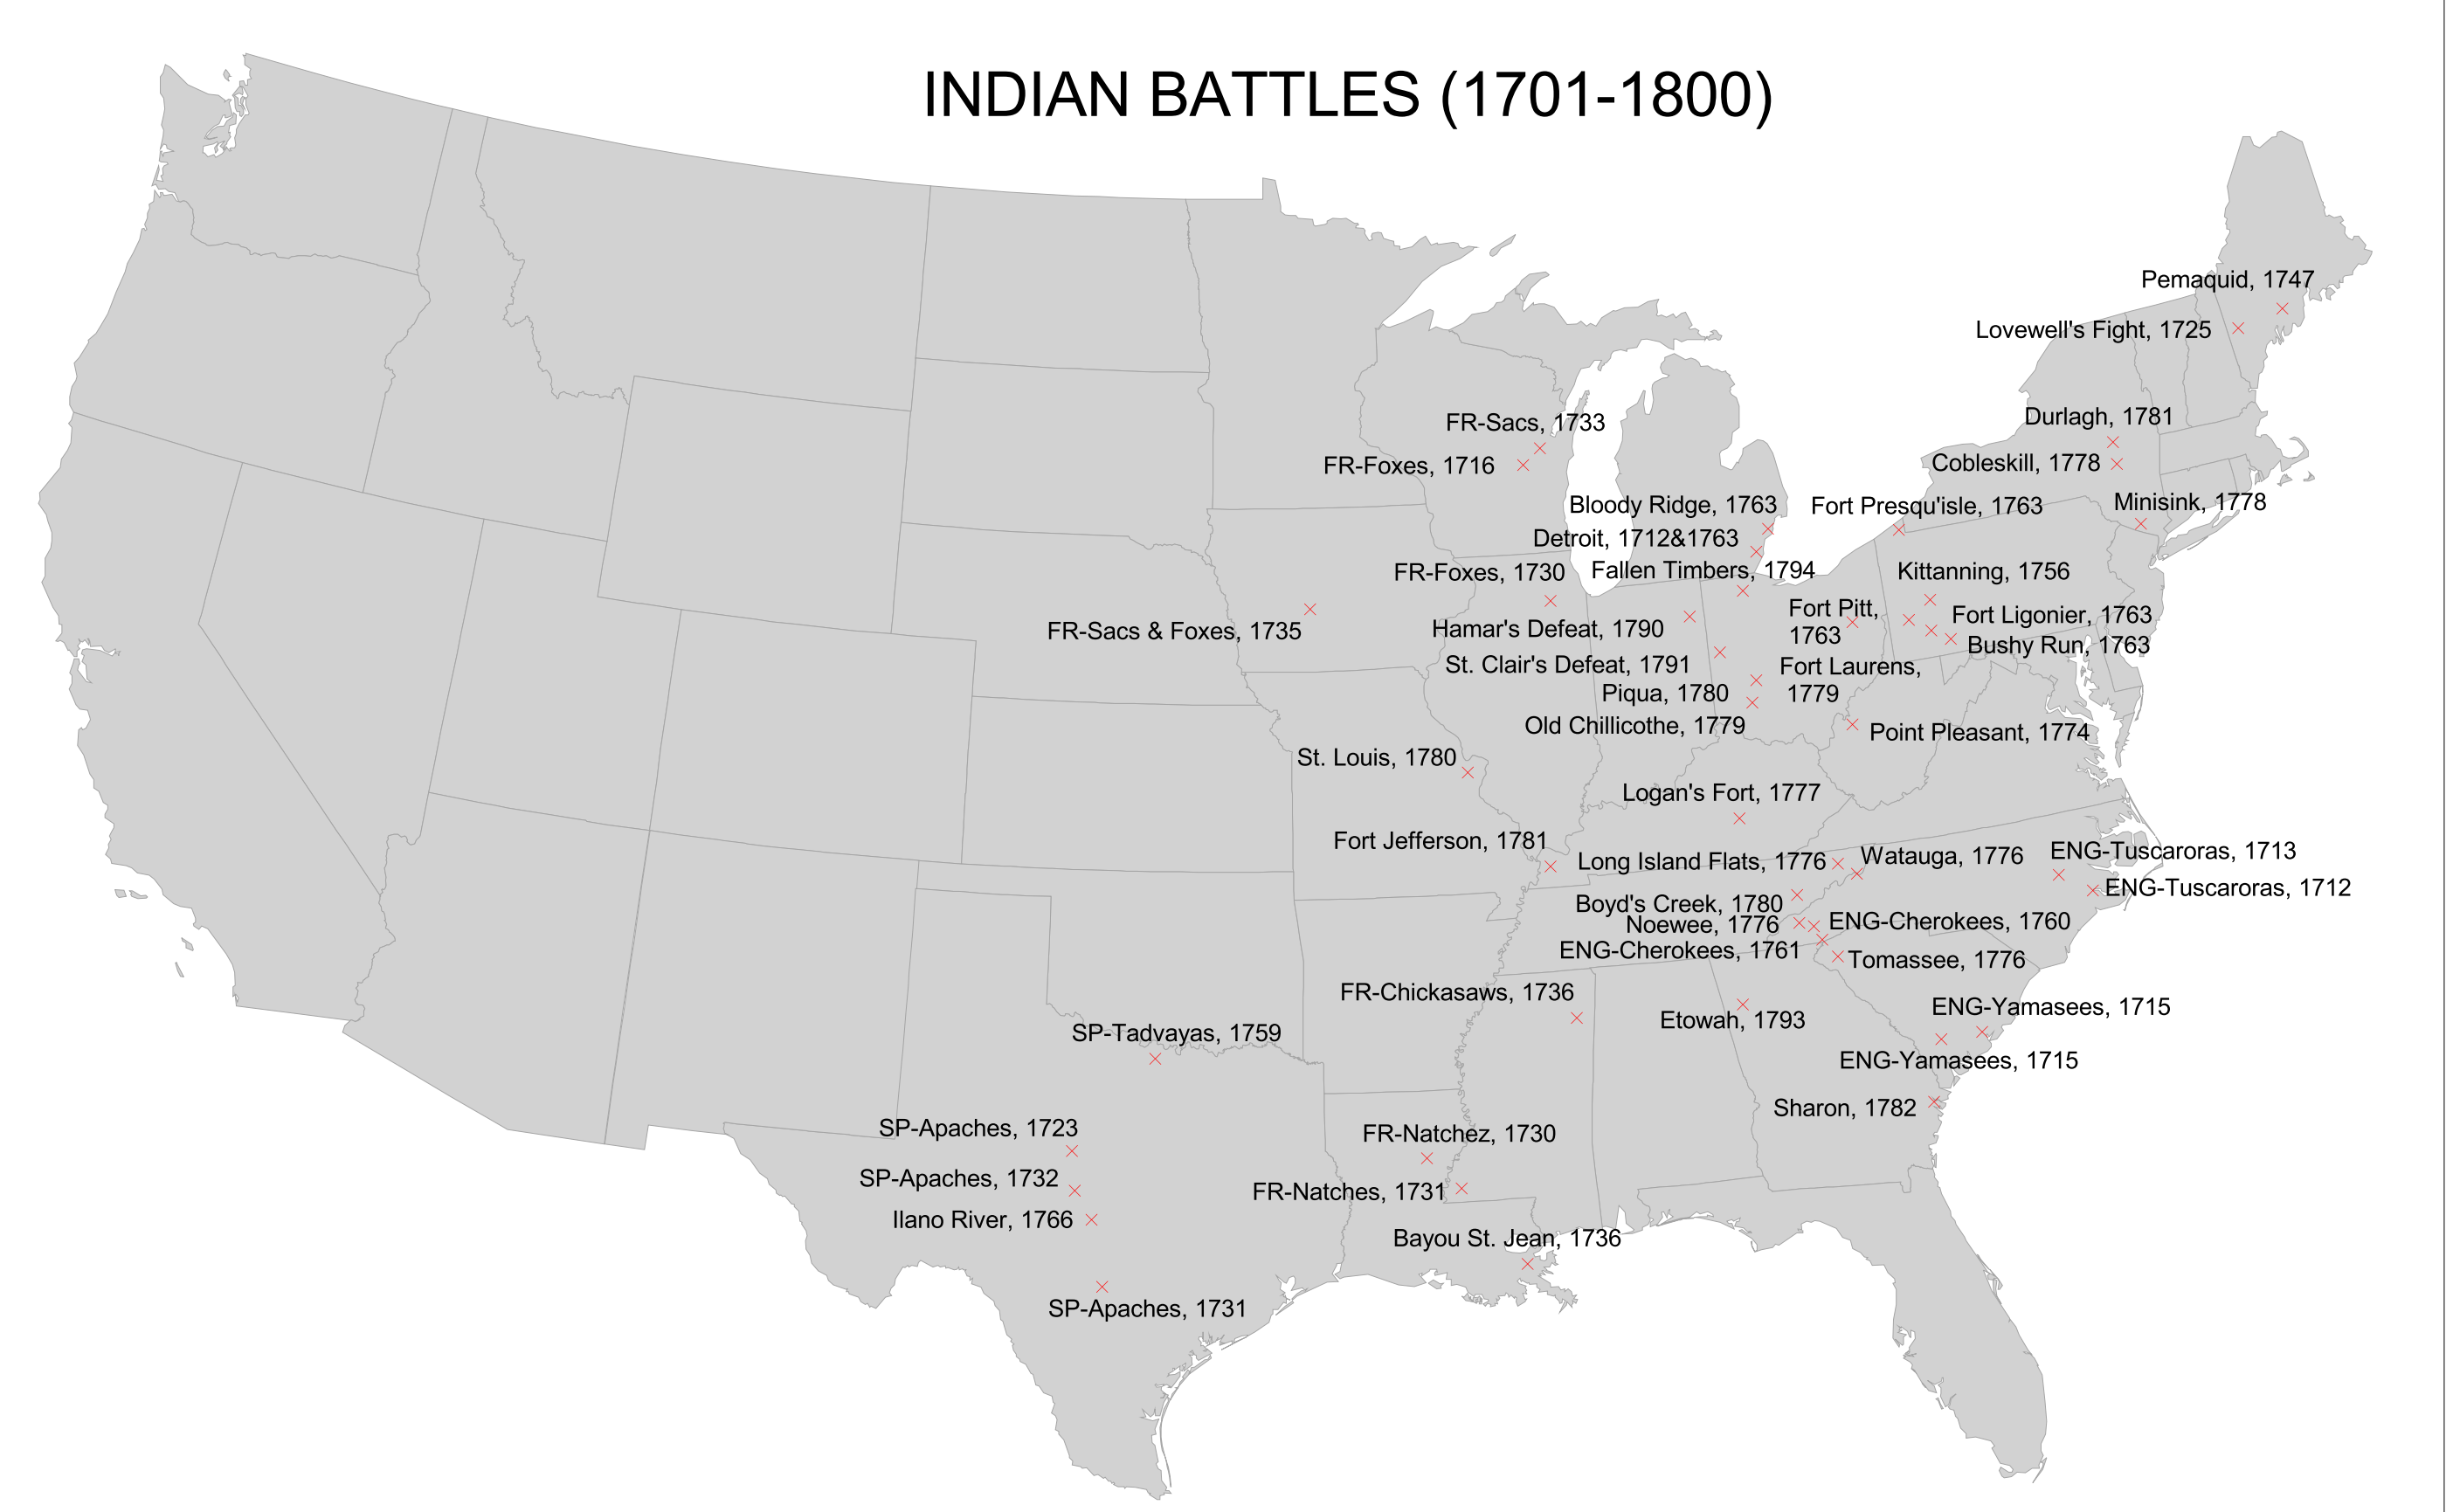 INDIAN BATTLES (1701-1800)
Pemaquid, 1747
Lovewell's Fight, 1725
Durlagh, 1781
FR-Sacs, 1733
Cobleskill, 1778
FR-Foxes, 1716
Minisink, 1778
Bloody Ridge, 1763
Fort Presqu'isle, 1763
Detroit, 1712&1763
Fallen Timbers, 1794
FR-Foxes, 1730
Kittanning, 1756
Fort Pitt,
1763
Fort Ligonier, 1763
FR-Sacs & Foxes, 1735
Hamar's Defeat, 1790
Bushy Run, 1763
St. Clair's Defeat, 1791
Fort Laurens,
1779
Piqua, 1780
Old Chillicothe, 1779
Point Pleasant, 1774
St. Louis, 1780
Logan's Fort, 1777
Fort Jefferson, 1781
Long Island Flats, 1776
Watauga, 1776
ENG-Tuscaroras, 1713
ENG-Tuscaroras, 1712
Boyd's Creek, 1780
Noewee, 1776
ENG-Cherokees, 1760
ENG-Cherokees, 1761
Tomassee, 1776
FR-Chickasaws, 1736
ENG-Yamasees, 1715
Etowah, 1793
SP-Tadvayas, 1759
ENG-Yamasees, 1715
Sharon, 1782
SP-Apaches, 1723
FR-Natchez, 1730
SP-Apaches, 1732
FR-Natches, 1731
Ilano River, 1766
Bayou St. Jean, 1736
SP-Apaches, 1731